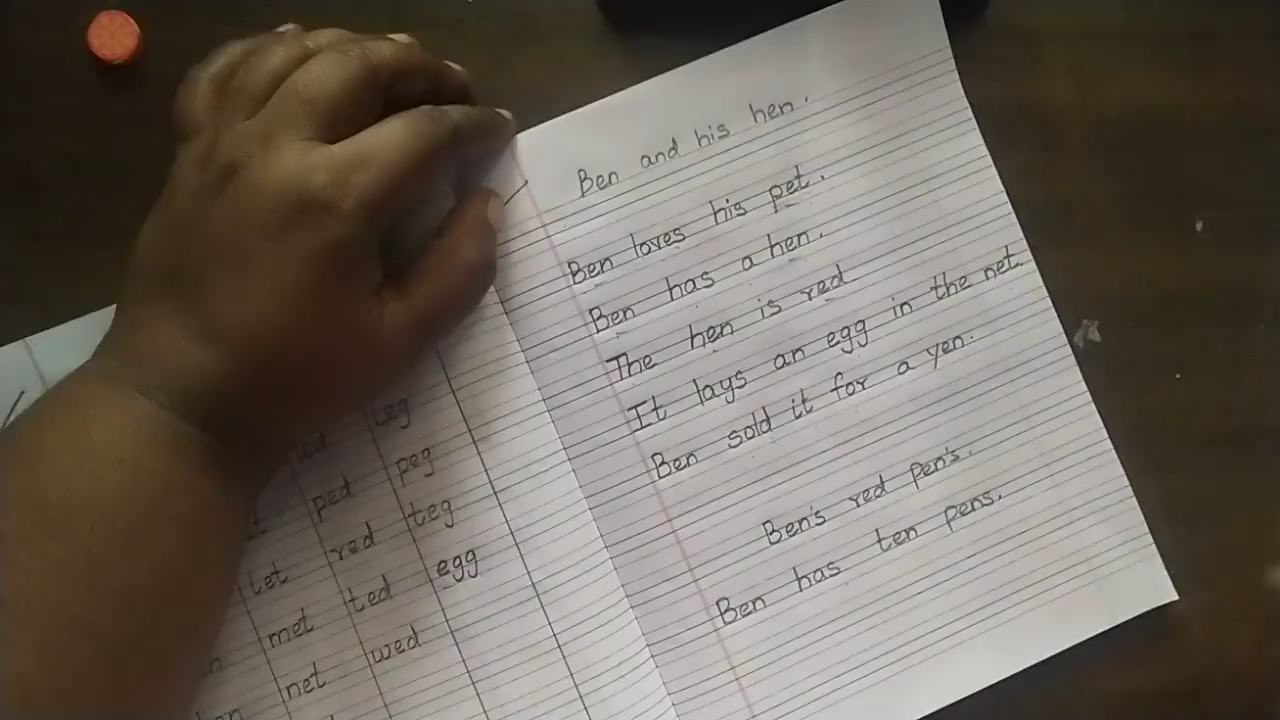 leg
ped peg
let red teg
met ted egg
net wed
Ben and his hen.
Ben loves his pet.
Ben has a hen.
The hen is red
It lays an egg in the net.
Ben sold it for a yen.
Ben's red pen's.
Ben has ten pens.